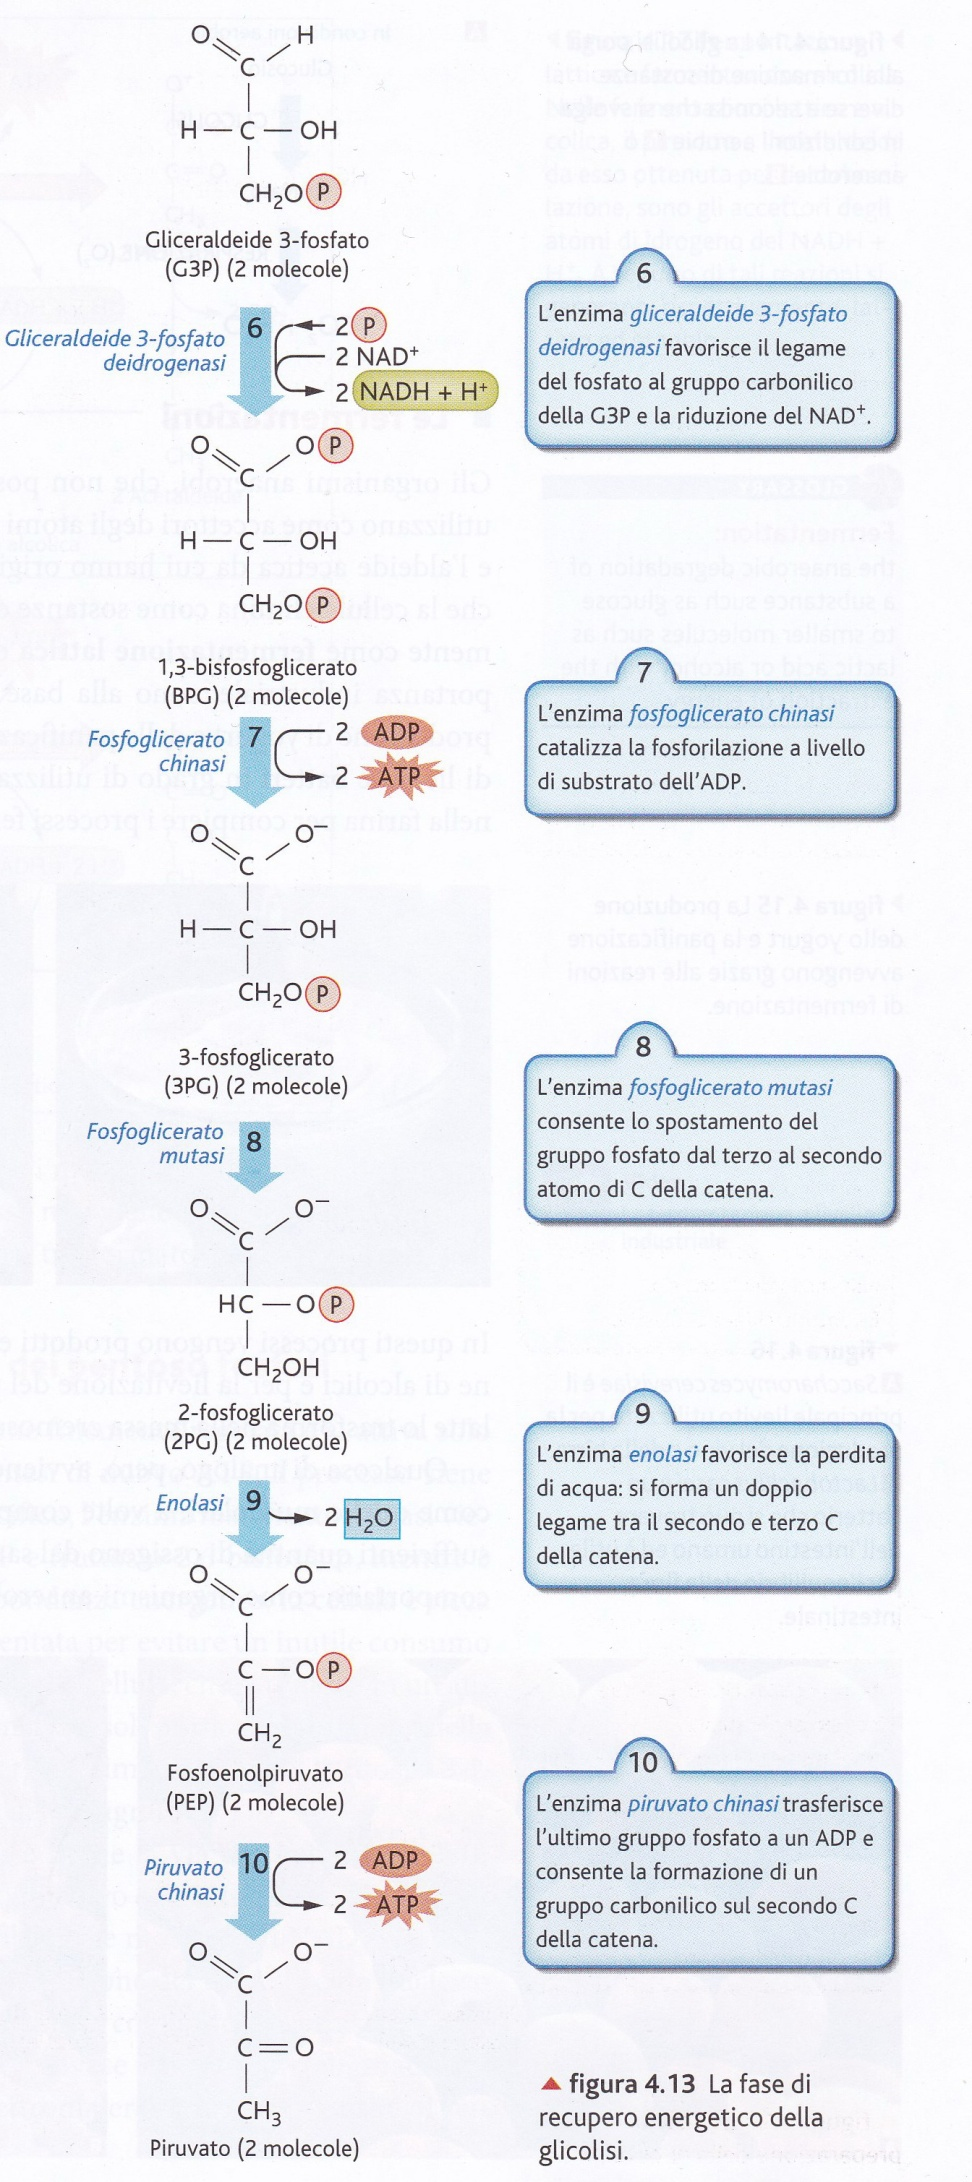 O H
C
H — C — OH
CH₂O P
Gliceraldeide 3-fosfato
(G3P) (2 molecole)
Gliceraldeide 3-fosfato
deidrogenasi
6
2 P
2 NAD⁺
2 NADH + H⁺
6
L'enzima gliceraldeide 3-fosfato
deidrogenasi favorisce il legame
del fosfato al gruppo carbonilico
della G3P e la riduzione del NAD⁺.
O O P
C
H — C — OH
CH₂O P
1,3-bisfosfoglicerato
(BPG) (2 molecole)
Fosfoglicerato
chinasi
7
2 ADP
2 ATP
7
L'enzima fosfoglicerato chinasi
catalizza la fosforilazione a livello
di substrato dell'ADP.
O O⁻
C
H — C — OH
CH₂O P
3-fosfoglicerato
(3PG) (2 molecole)
Fosfoglicerato
mutasi
8
8
L'enzima fosfoglicerato mutasi
consente lo spostamento del
gruppo fosfato dal terzo al secondo
atomo di C della catena.
O O⁻
C
HC — O P
CH₂OH
2-fosfoglicerato
(2PG) (2 molecole)
Enolasi
9
2 H₂O
9
L'enzima enolasi favorisce la perdita
di acqua: si forma un doppio
legame tra il secondo e terzo C
della catena.
O O⁻
C
C — O P
CH₂
Fosfoenolpiruvato
(PEP) (2 molecole)
Piruvato
chinasi
10
2 ADP
2 ATP
10
L'enzima piruvato chinasi trasferisce
l'ultimo gruppo fosfato a un ADP e
consente la formazione di un
gruppo carbonilico sul secondo C
della catena.
O O⁻
C
C = O
CH₃
Piruvato (2 molecole)
▲ figura 4.13 La fase di
recupero energetico della
glicolisi.